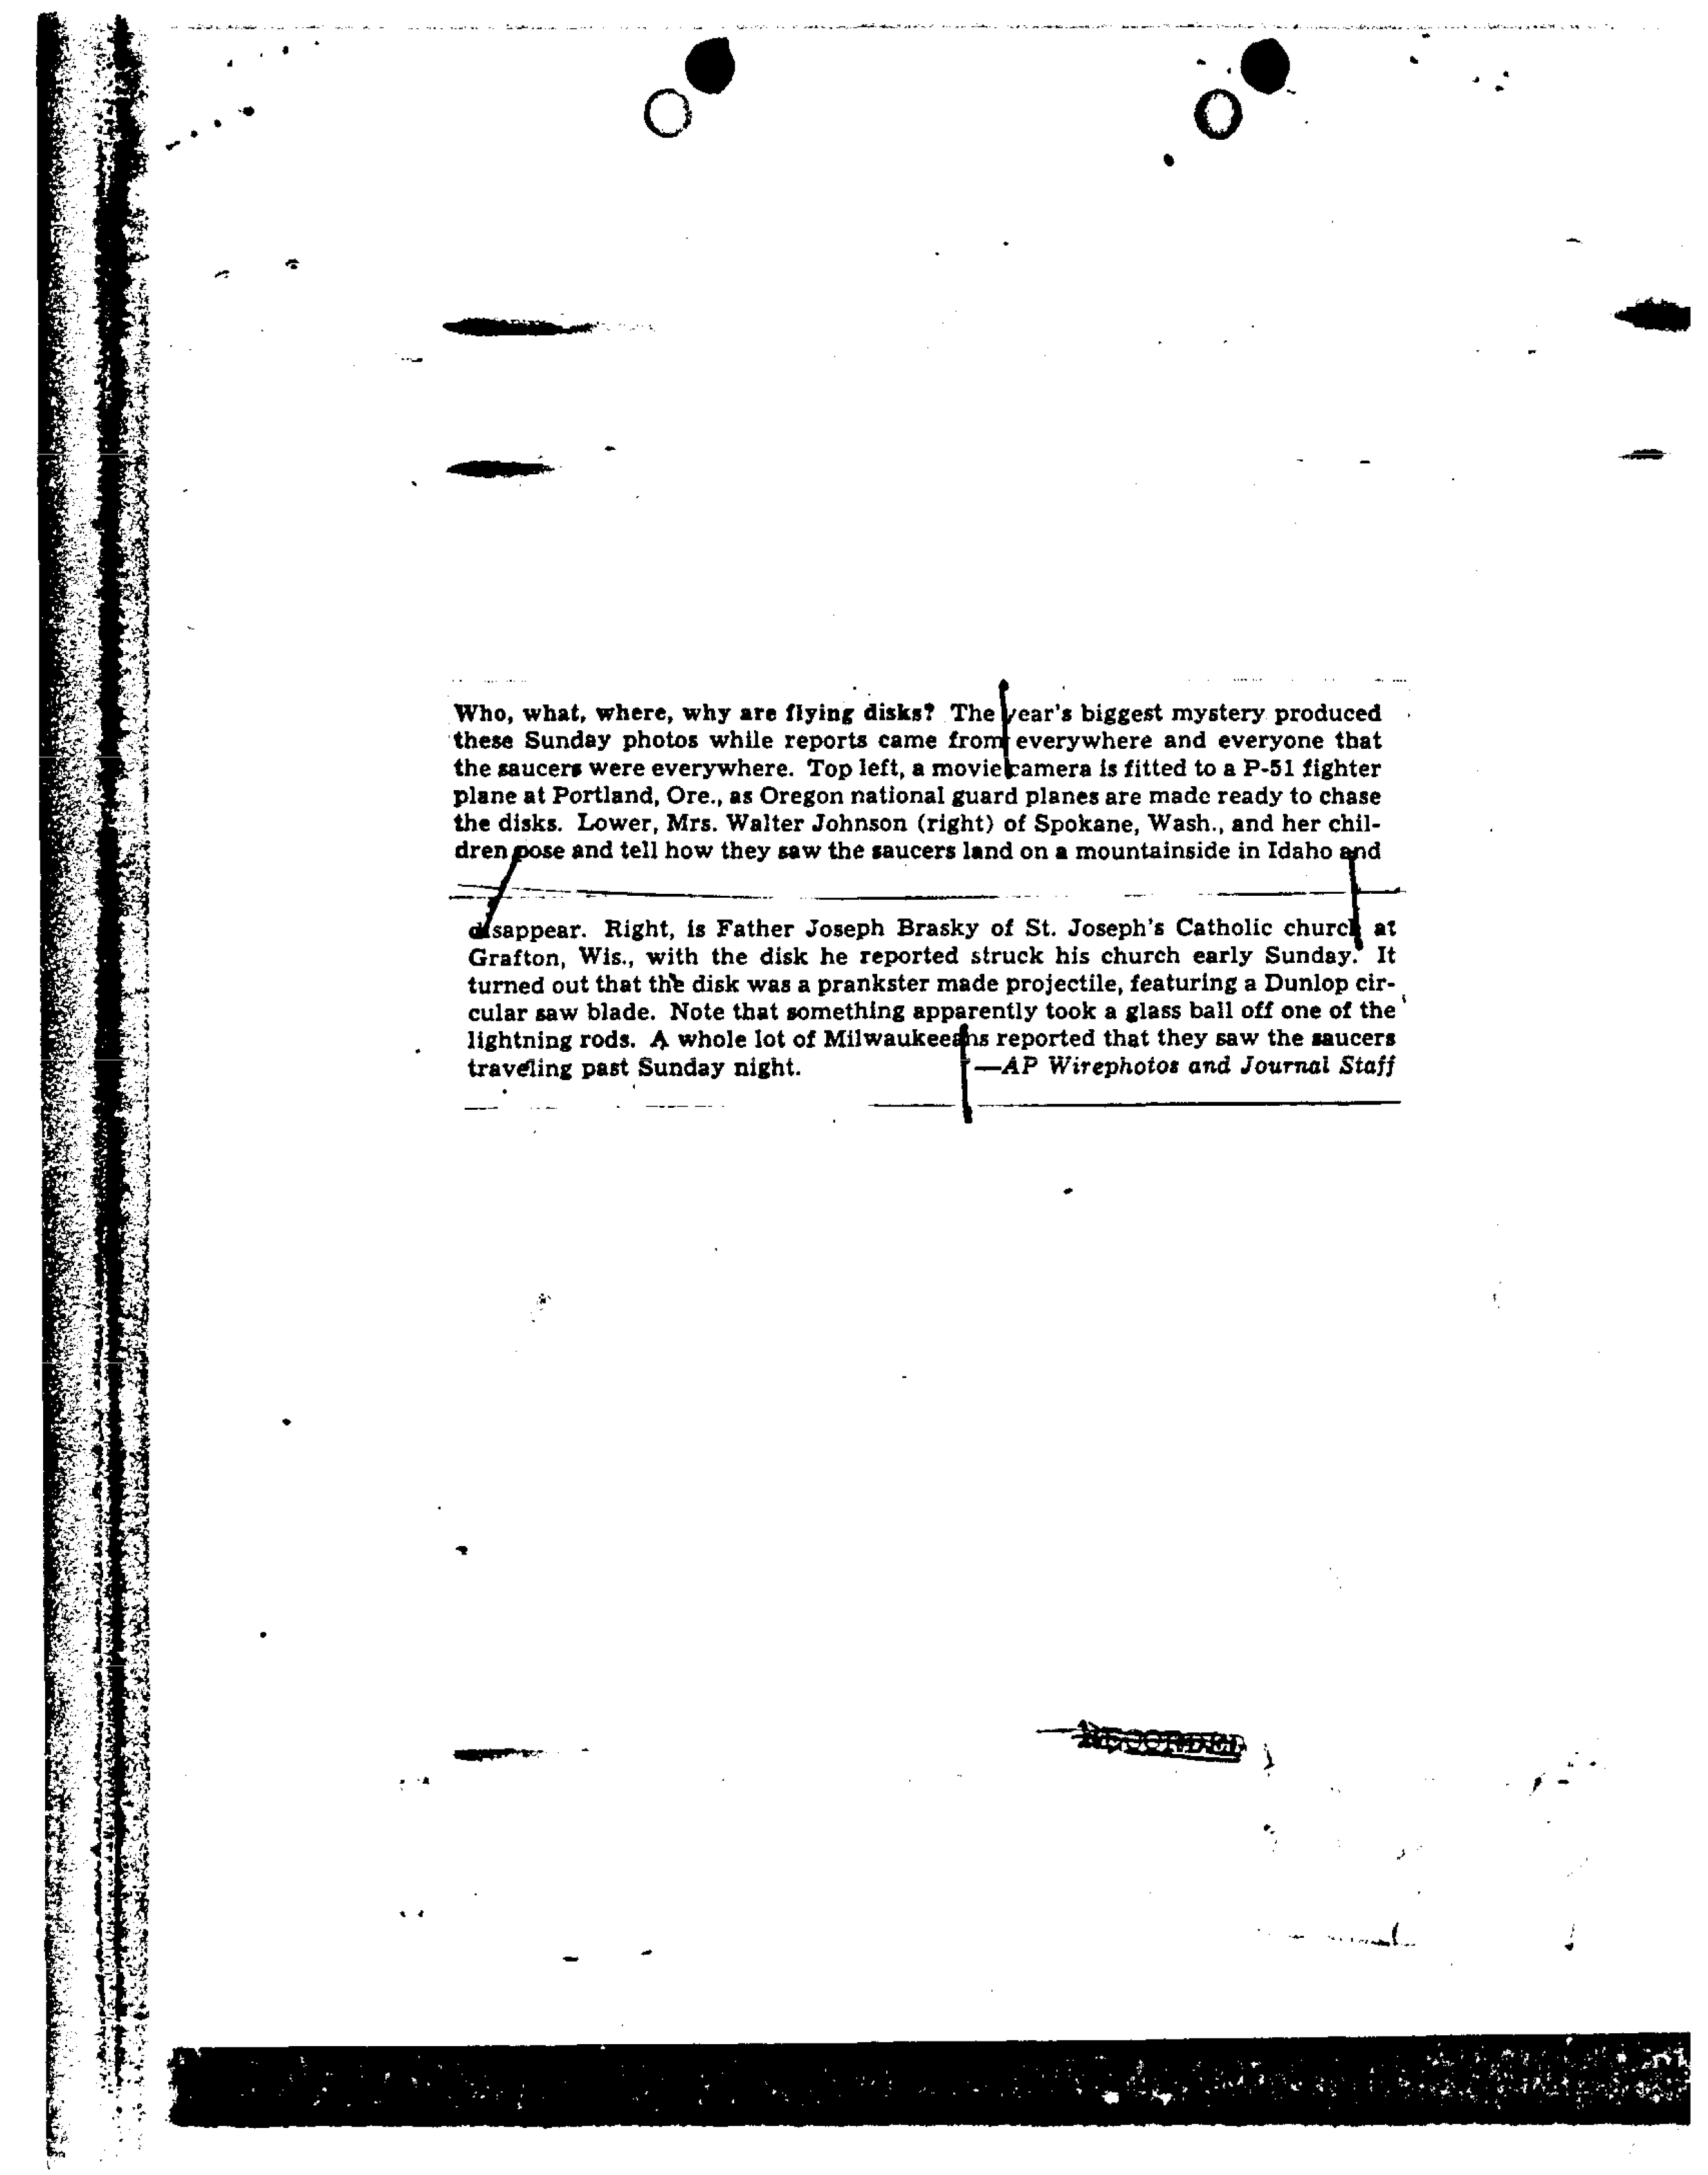 Who, what, where, why are flying disks? The year's biggest mystery produced
these Sunday photos while reports came from everywhere and everyone that
the saucers were everywhere. Top left, a movie camera is fitted to a P-51 fighter
plane at Portland, Ore., as Oregon national guard planes are made ready to chase
the disks. Lower, Mrs. Walter Johnson (right) of Spokane, Wash., and her chil-
dren pose and tell how they saw the saucers land on a mountainside in Idaho and
disappear. Right, is Father Joseph Brasky of St. Joseph's Catholic church at
Grafton, Wis., with the disk he reported struck his church early Sunday. It
turned out that the disk was a prankster made projectile, featuring a Dunlop cir-
cular saw blade. Note that something apparently took a glass ball off one of the
lightning rods. A whole lot of Milwaukeeans reported that they saw the saucers
traveling past Sunday night. —AP Wirephotos and Journal Staff
RECORDED